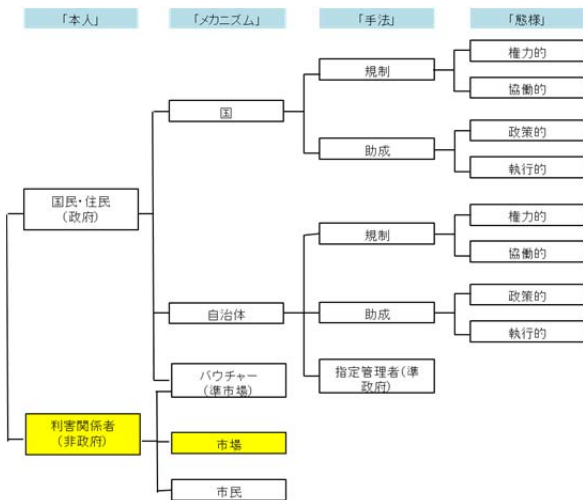 「本人」
「メカニズム」
「手法」
「態様」
国民・住民
(政府)
利害関係者
(非政府)
国
自治体
バウチャー
(準市場)
市場
市民
規制
助成
規制
助成
指定管理者(準
政府)
権力的
協働的
政策的
執行的
権力的
協働的
政策的
執行的